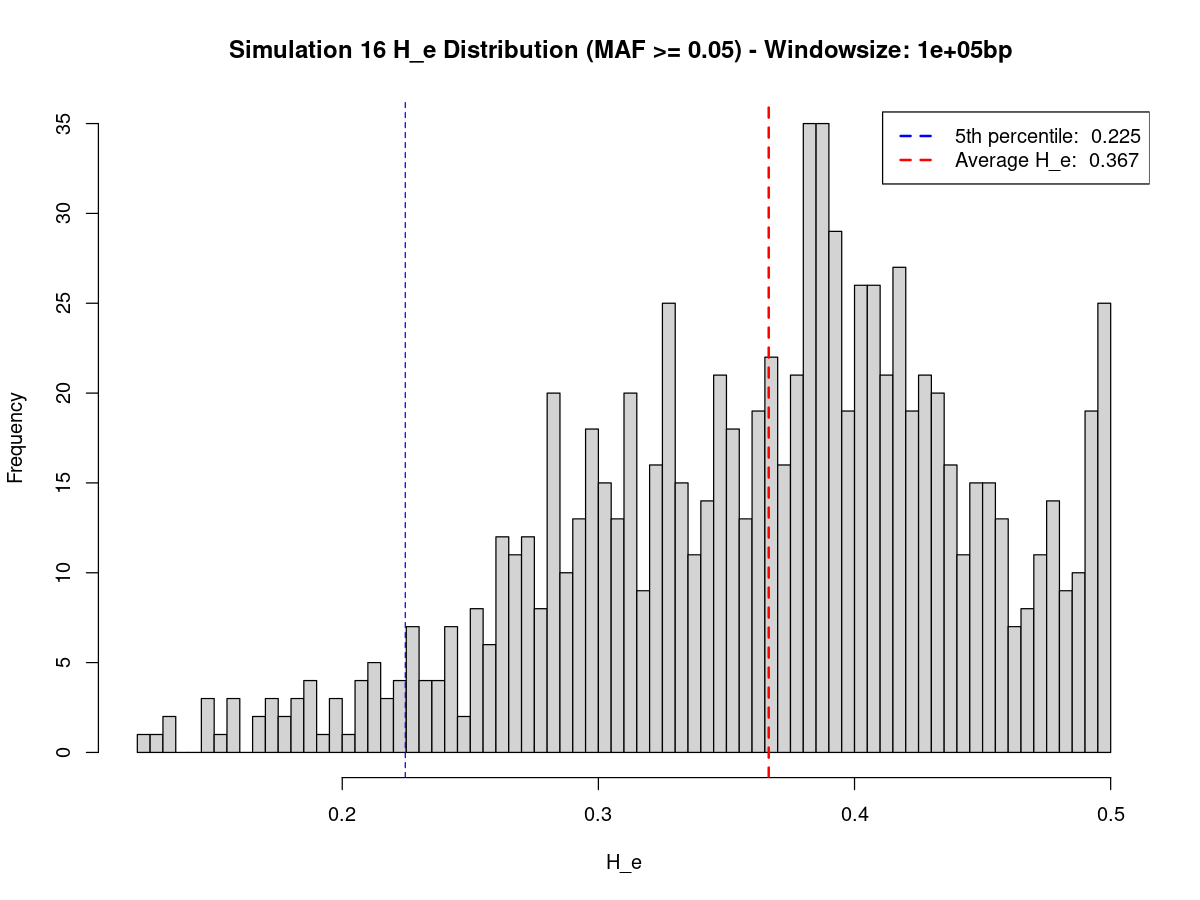 Simulation 16 H_e Distribution (MAF >= 0.05) - Windowsize: 1e+05bp
5th percentile: 0.225
Average H_e: 0.367
Frequency
35
30
25
20
15
10
5
0
0.2 0.3 0.4 0.5
H_e